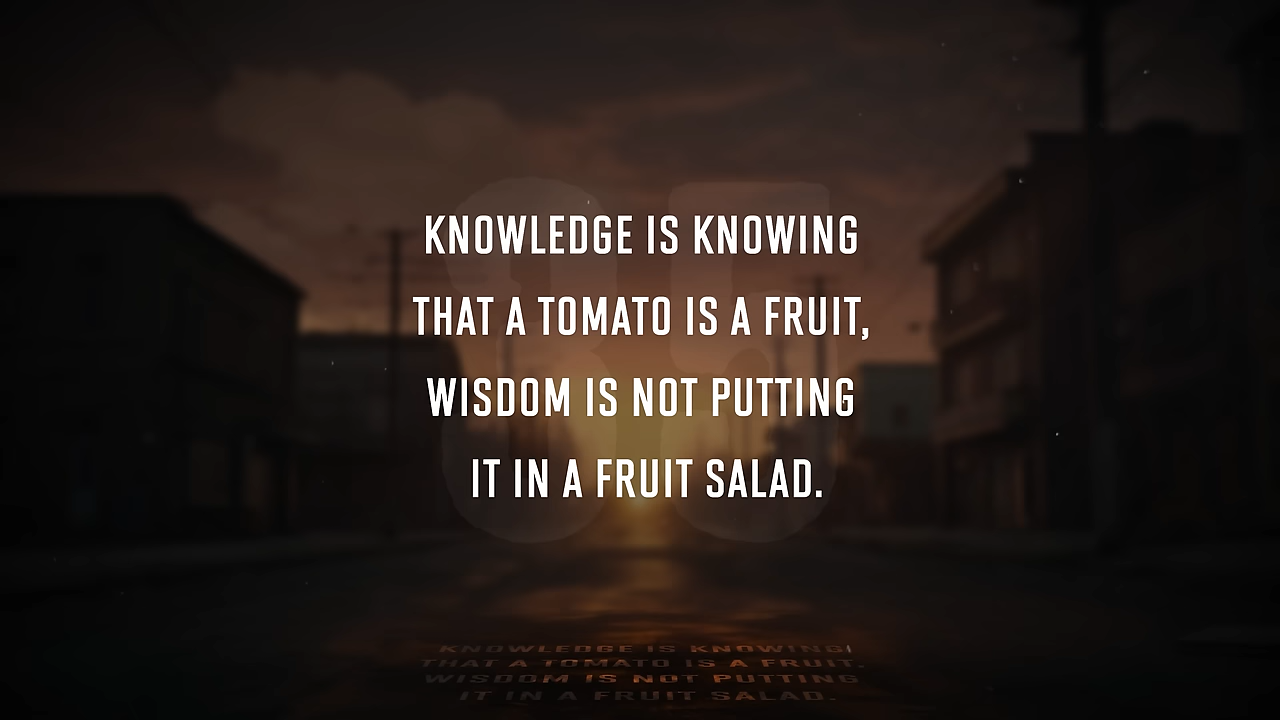 KNOWLEDGE IS KNOWING
THAT A TOMATO IS A FRUIT,
WISDOM IS NOT PUTTING
IT IN A FRUIT SALAD.
35
KNOWLEDGE IS KNOWING
THAT A TOMATO IS A FRUIT.
WISDOM IS NOT PUTTING
IT IN A FRUIT SALAD.